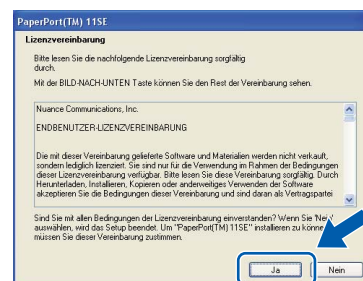 PaperPort(TM) 11SE
Lizenzvereinbarung
Bitte lesen Sie die nachfolgende Lizenzvereinbarung sorgfältig
durch.
Mit der BILD-NACH-UNTEN Taste können Sie den Rest der Vereinbarung sehen.
Nuance Communications, Inc.
ENDBENUTZER-LIZENZVEREINBARUNG
Die mit dieser Vereinbarung gelieferte Software und Materialien werden nicht verkauft,
sondern lediglich lizenziert. Sie sind nur für die Verwendung im Rahmen der Bedingungen
dieser Lizenzvereinbarung verfügbar. Bitte lesen Sie diese Vereinbarung sorgfältig. Durch
Herunterladen, Installieren, Kopieren oder anderweitiges Verwenden der Software
akzeptieren Sie die Bedingungen dieser Vereinbarung und sind daran als Vertragspartei
Sind Sie mit allen Bedingungen der Lizenzvereinbarung einverstanden? Wenn Sie 'Nein'
auswählen, wird das Setup beendet. Um "PaperPort(TM) 11SE" installieren zu können
müssen Sie dieser Vereinbarung zustimmen.
Ja
Nein